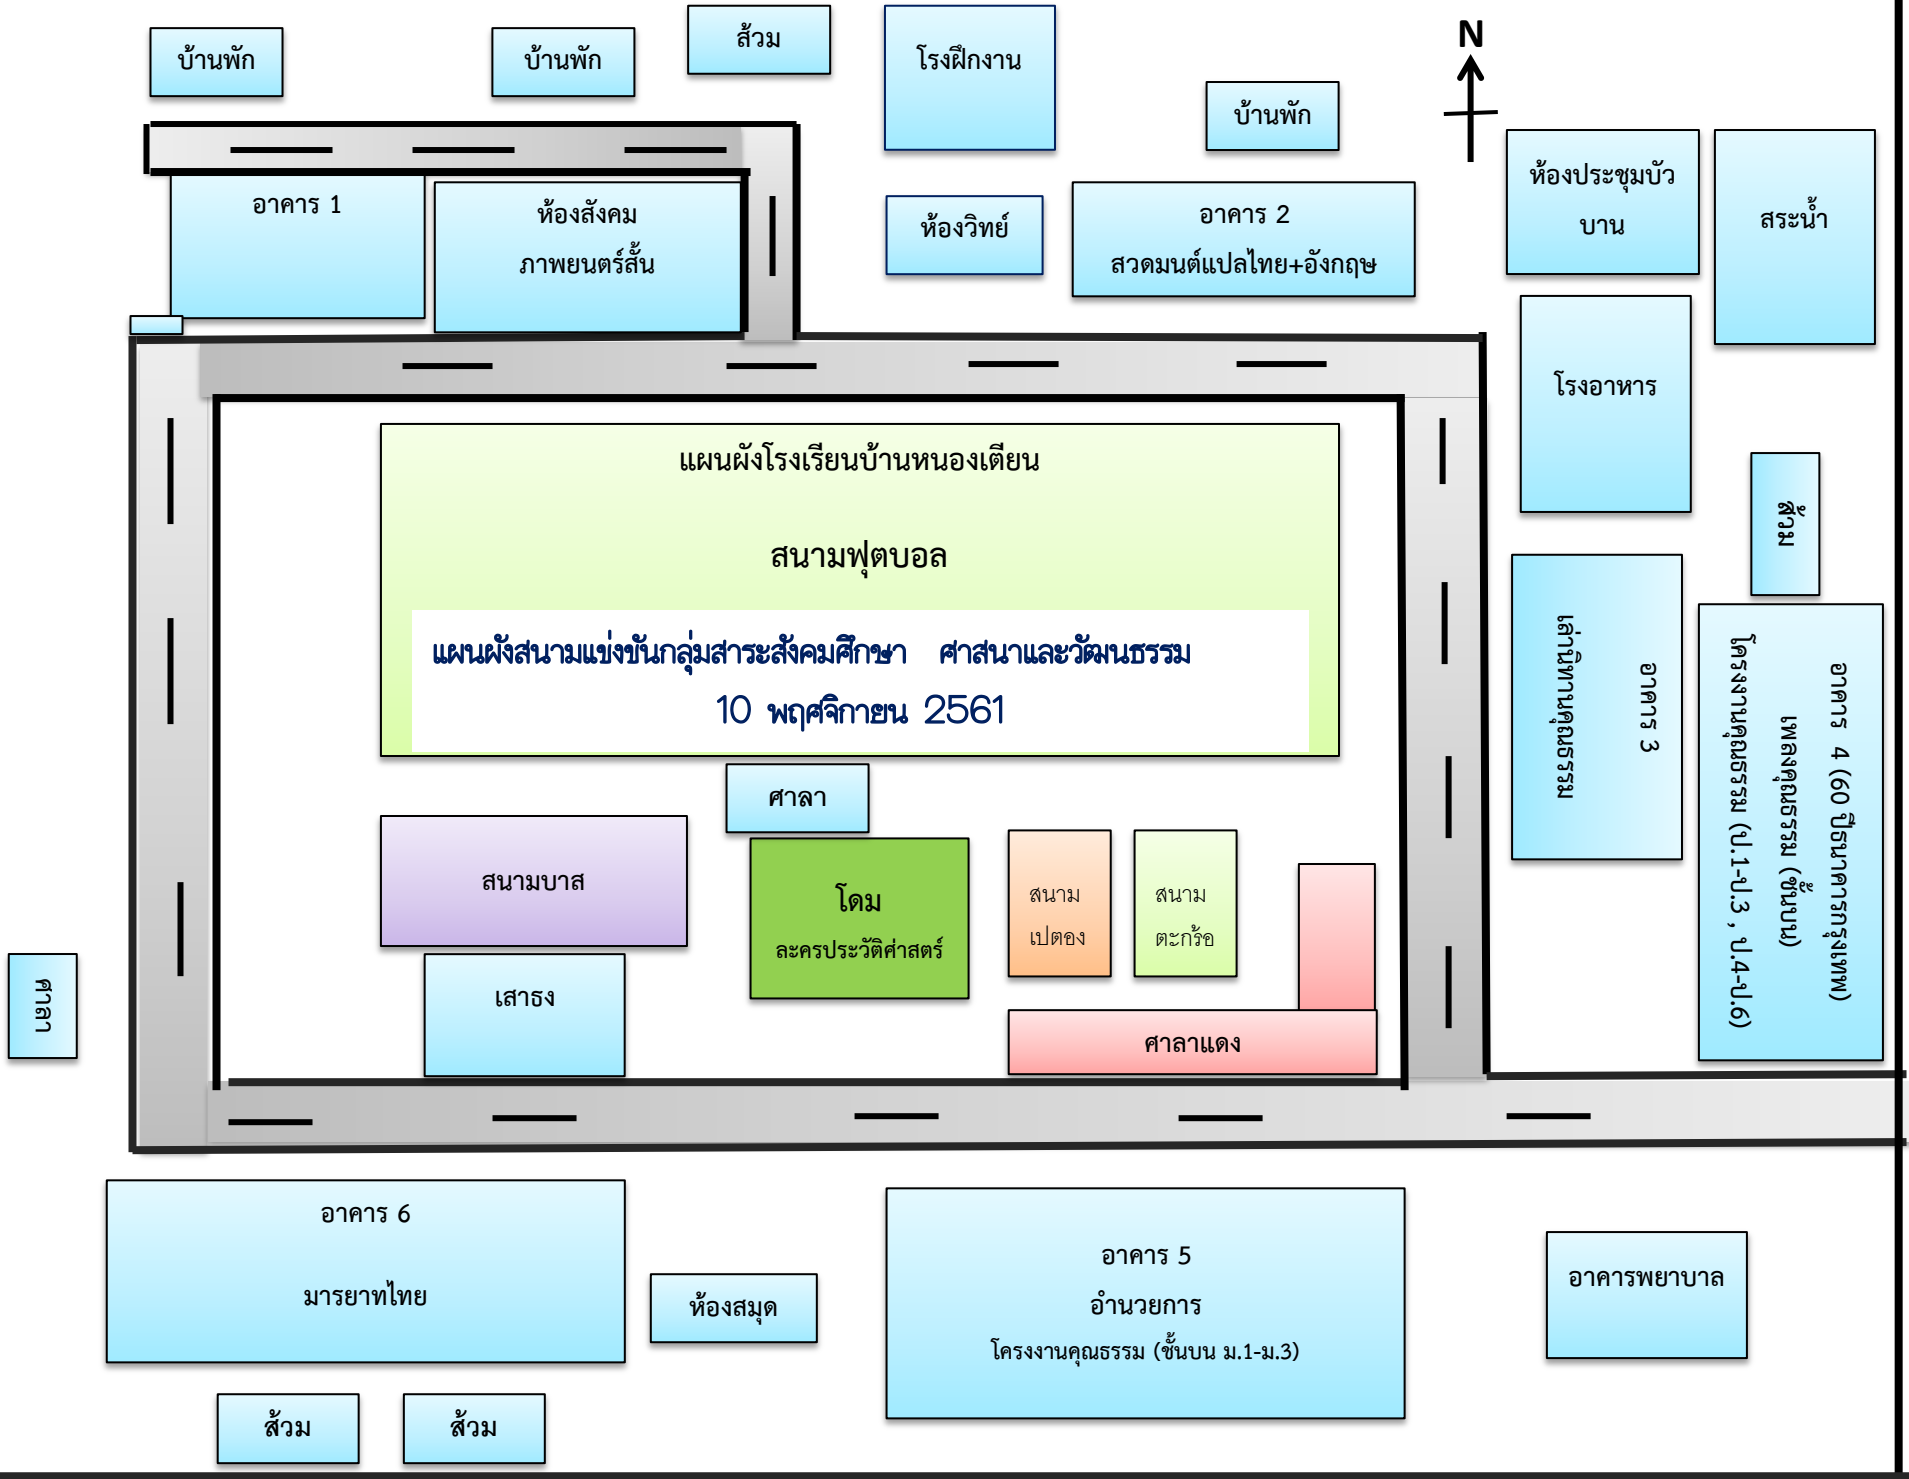 บ้านพัก
บ้านพัก
ส้วม
โรงฝึกงาน
N
บ้านพัก
อาคาร 1
ห้องสังคม
ภาพยนตร์สั้น
ห้องวิทย์
อาคาร 2
สวดมนต์แปลไทย+อังกฤษ
ห้องประชุมบัว
บาน
สระน้ำ
โรงอาหาร
แผนผังโรงเรียนบ้านหนองเตียน
สนามฟุตบอล
แผนผังสนามแข่งขันกลุ่มสาระสังคมศึกษา ศาสนาและวัฒนธรรม
10 พฤศจิกายน 2561
ส้วม
อาคาร 3
เล่านิทานคุณธรรม
อาคาร 4 (60 ปีธนาคารกรุงเทพ)
เพลงคุณธรรม (ชั้นบน)
โครงงานคุณธรรม (ป.1-ป.3 , ป.4-ป.6)
ศาลา
สนามบาส
โดม
ละครประวัติศาสตร์
สนาม
เปตอง
สนาม
ตะกร้อ
ศาลา
เสาธง
ศาลาแดง
อาคาร 6
มารยาทไทย
ห้องสมุด
อาคาร 5
อำนวยการ
โครงงานคุณธรรม (ชั้นบน ม.1-ม.3)
อาคารพยาบาล
ส้วม
ส้วม